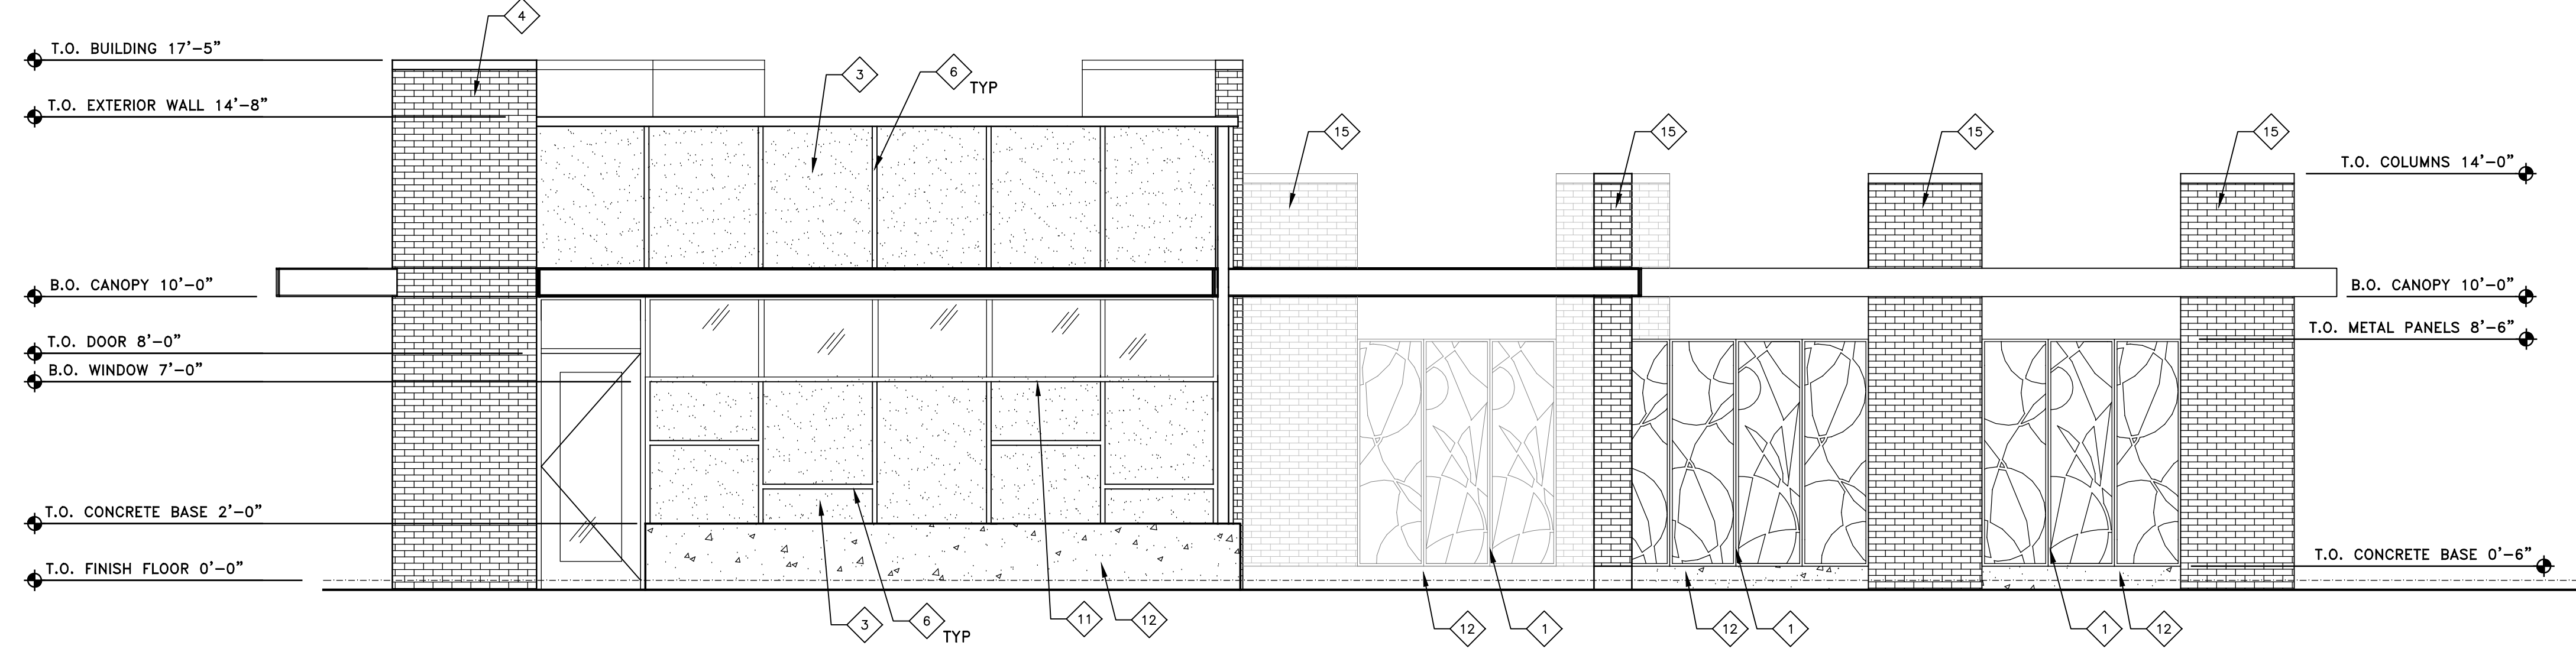 4
T.O. BUILDING 17'-5"
3
6
TYP
T.O. EXTERIOR WALL 14'-8"
15
15
15
15
T.O. COLUMNS 14'-0"
B.O. CANOPY 10'-0"
B.O. CANOPY 10'-0"
T.O. METAL PANELS 8'-6"
T.O. DOOR 8'-0"
B.O. WINDOW 7'-0"
T.O. CONCRETE BASE 2'-0"
T.O. CONCRETE BASE 0'-6"
T.O. FINISH FLOOR 0'-0"
3
6
TYP
11
12
12
1
12
1
1
12